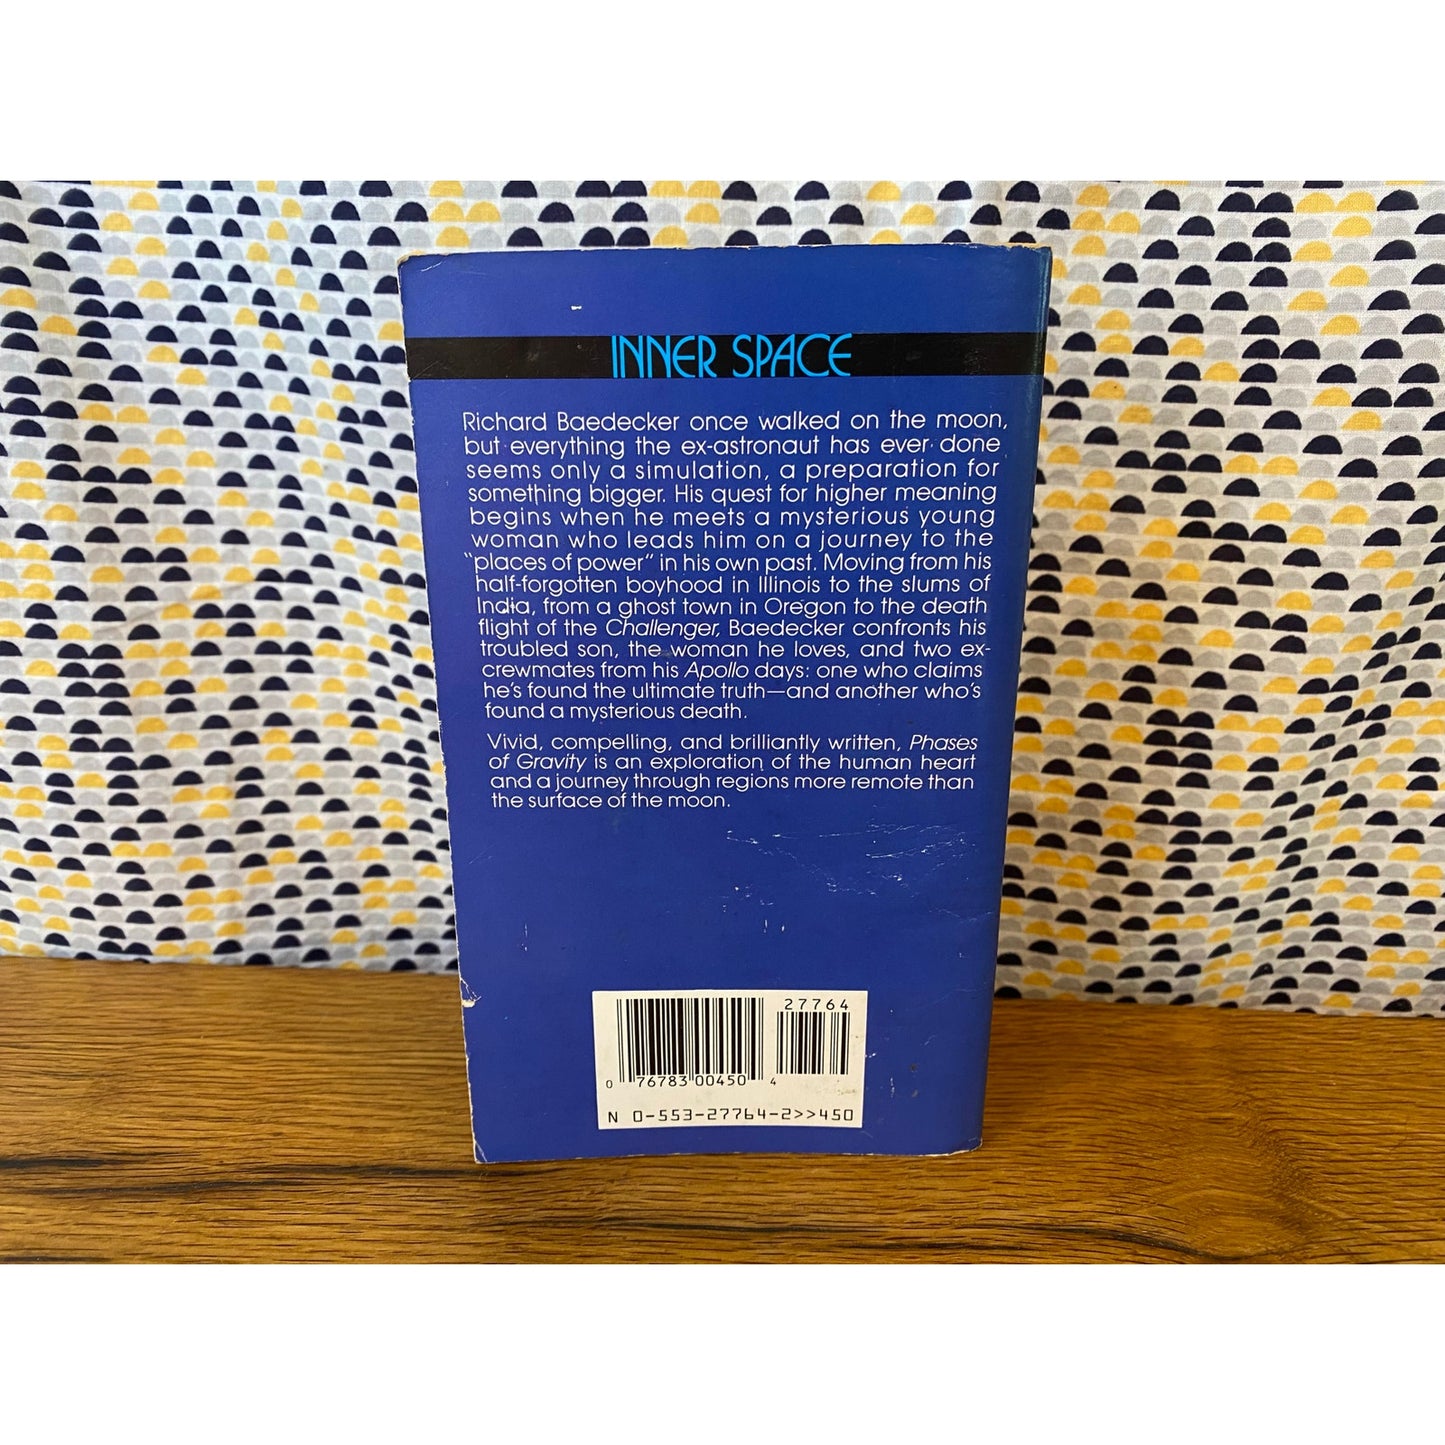 INNER SPACE
Richard Baedecker once walked on the moon,
but everything the ex-astronaut has ever done
seems only a simulation, a preparation for
something bigger. His quest for higher meaning
begins when he meets a mysterious young
woman who leads him on a journey to the
"places of power" in his own past. Moving from his
half-forgotten boyhood in Illinois to the slums of
India, from a ghost town in Oregon to the death
flight of the Challenger, Baedecker confronts his
troubled son, the woman he loves, and two ex-
crewmates from his Apollo days: one who claims
he's found the ultimate truth—and another who's
found a mysterious death.
Vivid, compelling, and brilliantly written, Phases
of Gravity is an exploration of the human heart
and a journey through regions more remote than
the surface of the moon.
27764
0 76783 00450 4
N 0-553-27764-2>>450